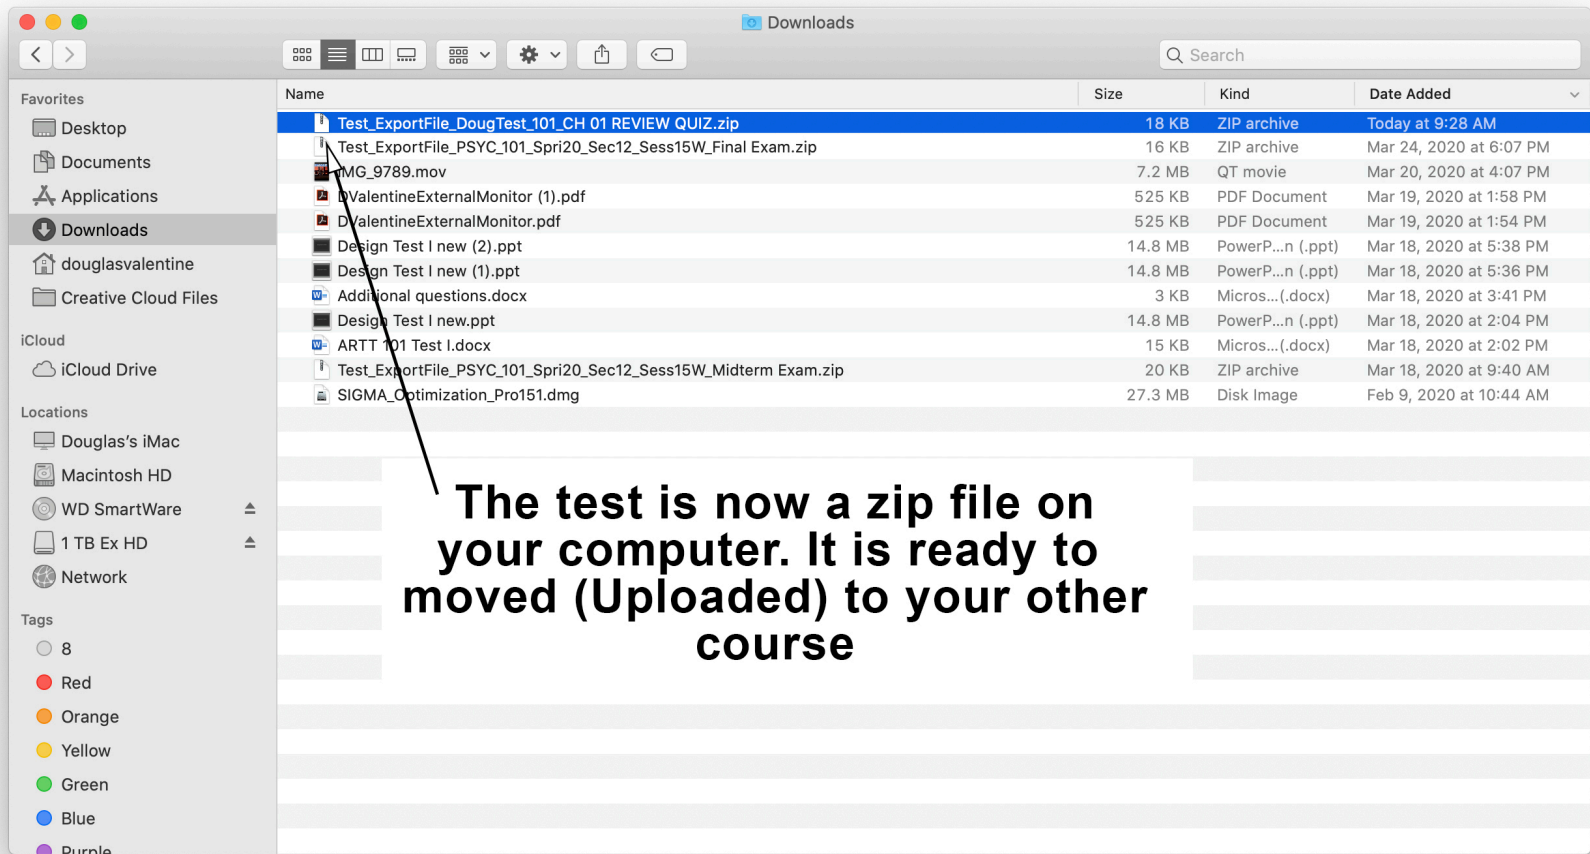 Downloads
Search
Favorites
Desktop
Documents
Applications
Downloads
douglasvalentine
Creative Cloud Files
iCloud
iCloud Drive
Locations
Douglas's iMac
Macintosh HD
WD SmartWare
1 TB Ex HD
Network
Tags
8
Red
Orange
Yellow
Green
Blue
Purple
Name Size Kind Date Added
Test_ExportFile_DougTest_101_CH 01 REVIEW QUIZ.zip 18 KB ZIP archive Today at 9:28 AM
Test_ExportFile_PSYC_101_Spri20_Sec12_Sess15W_Final Exam.zip 16 KB ZIP archive Mar 24, 2020 at 6:07 PM
IMG_9789.mov 7.2 MB QT movie Mar 20, 2020 at 4:07 PM
DValentineExternalMonitor (1).pdf 525 KB PDF Document Mar 19, 2020 at 1:58 PM
DValentineExternalMonitor.pdf 525 KB PDF Document Mar 19, 2020 at 1:54 PM
Design Test I new (2).ppt 14.8 MB PowerP...n (.ppt) Mar 18, 2020 at 5:38 PM
Design Test I new (1).ppt 14.8 MB PowerP...n (.ppt) Mar 18, 2020 at 5:36 PM
Additional questions.docx 3 KB Micros...(.docx) Mar 18, 2020 at 3:41 PM
Design Test I new.ppt 14.8 MB PowerP...n (.ppt) Mar 18, 2020 at 2:04 PM
ARTT 101 Test I.docx 15 KB Micros...(.docx) Mar 18, 2020 at 2:02 PM
Test_ExportFile_PSYC_101_Spri20_Sec12_Sess15W_Midterm Exam.zip 20 KB ZIP archive Mar 18, 2020 at 9:40 AM
SIGMA_Optimization_Pro151.dmg 27.3 MB Disk Image Feb 9, 2020 at 10:44 AM
The test is now a zip file on
your computer. It is ready to
moved (Uploaded) to your other
course